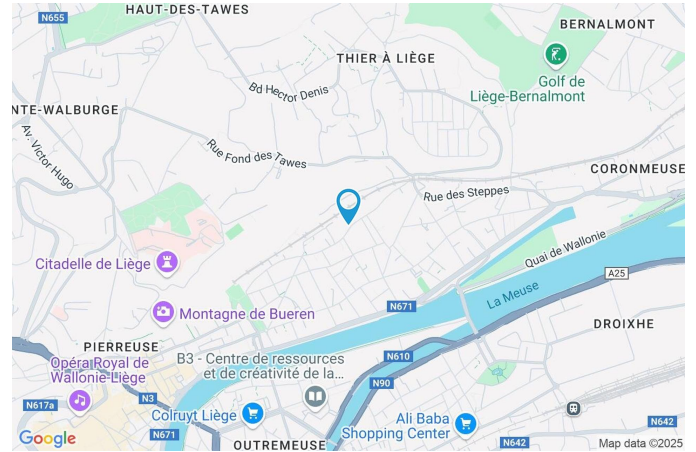 HAUT-DES-TAWES
N655
BERNALMONT
THIER À LIÈGE
Bd Hector Denis
Golf de
Liège-Bernalmont
NTE-WALBURGE
Av. Victor Hugo
Rue Fond des Tawes
CORONMEUSE
Rue des Steppes
Citadelle de Liège
Quai de Wallonie
A25
La Meuse
N671
Montagne de Bueren
DROIXHE
PIERREUSE
Opéra Royal de
Wallonie-Liège
B3 - Centre de ressources
et de créativité de la...
N610
N90
N3
N617a
Colruyt Liège
Ali Baba
Shopping Center
N642
N671
OUTREMEUSE
N642
Google
Map data ©2025